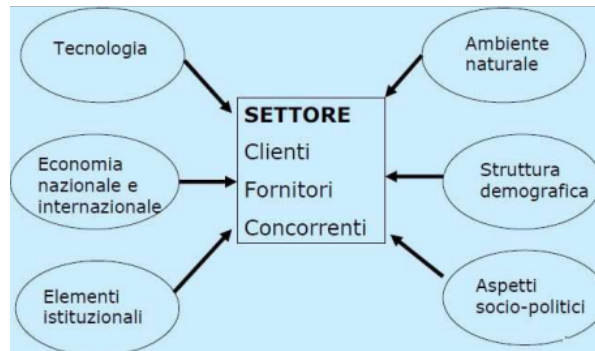 Tecnologia
Ambiente
naturale
SETTORE
Clienti
Fornitori
Concorrenti
Economia
nazionale e
internazionale
Struttura
demografica
Elementi
istituzionali
Aspetti
socio-politici